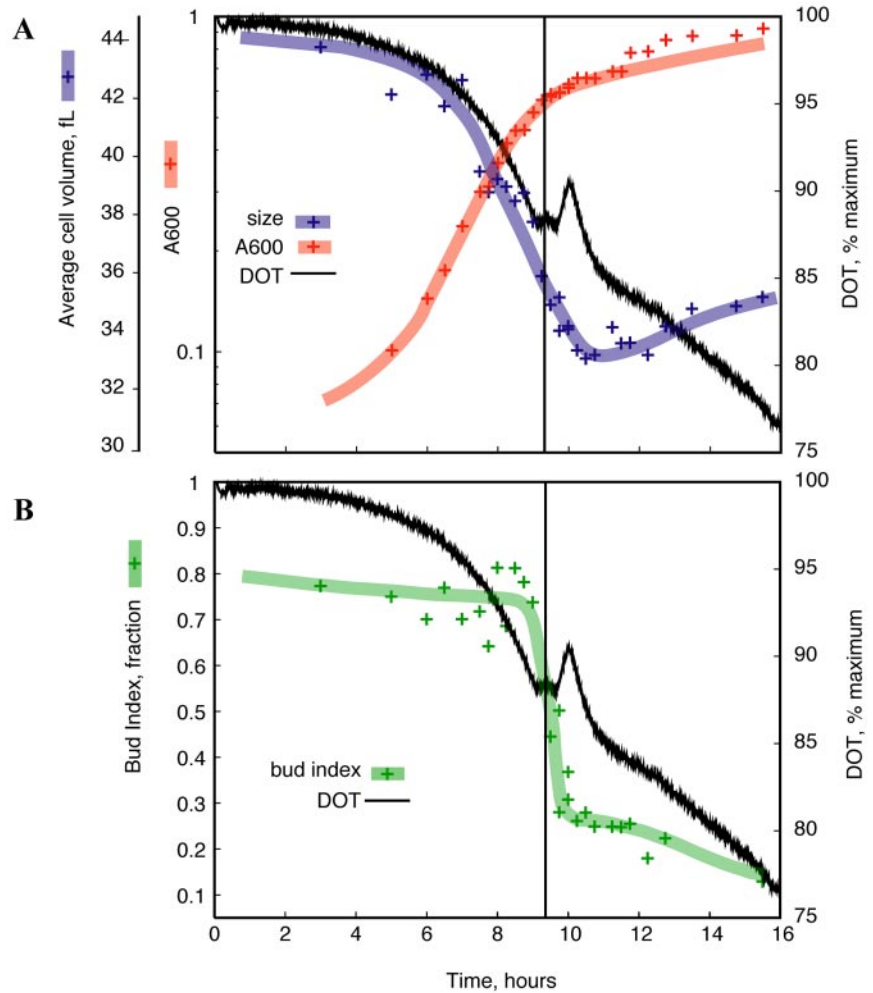 A
Average cell volume, fL
44
42
40
38
36
34
32
30
A600
1
0.1
size
A600
DOT
100
95
90
85
80
75
DOT, % maximum
B
Bud Index, fraction
1
0.9
0.8
0.7
0.6
0.5
0.4
0.3
0.2
0.1
bud index
DOT
100
95
90
85
80
75
DOT, % maximum
0 2 4 6 8 10 12 14 16
Time, hours